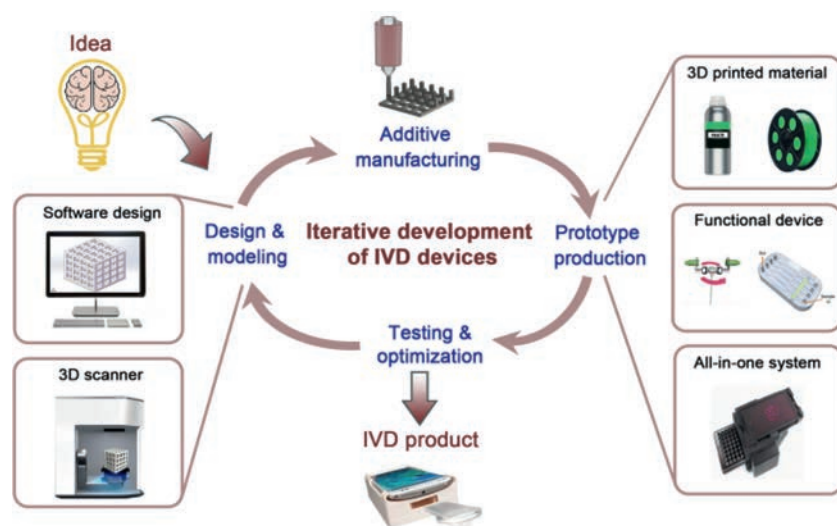 Idea
Additive
manufacturing
3D printed material
Software design
Design &
modeling
Iterative development
of IVD devices
Prototype
production
Functional device
Testing &
optimization
3D scanner
All-in-one system
IVD product